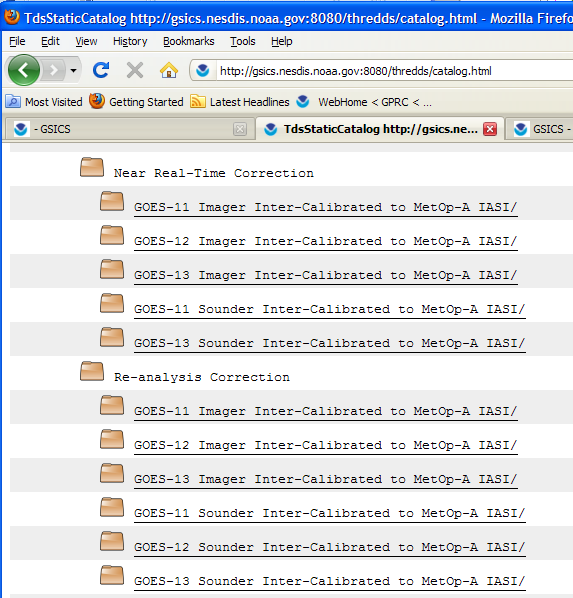 TdsStaticCatalog http://gsics.nesdis.noaa.gov:8080/thredds/catalog.html - Mozilla Firefo
File Edit View History Bookmarks Tools Help
http://gsics.nesdis.noaa.gov:8080/thredds/catalog.html
Most Visited Getting Started Latest Headlines WebHome < GPRC < ...
- GSICS TdsStaticCatalog http://gsics.ne... GSICS -
Near Real-Time Correction
GOES-11 Imager Inter-Calibrated to MetOp-A IASI/
GOES-12 Imager Inter-Calibrated to MetOp-A IASI/
GOES-13 Imager Inter-Calibrated to MetOp-A IASI/
GOES-11 Sounder Inter-Calibrated to MetOp-A IASI/
GOES-13 Sounder Inter-Calibrated to MetOp-A IASI/
Re-analysis Correction
GOES-11 Imager Inter-Calibrated to MetOp-A IASI/
GOES-12 Imager Inter-Calibrated to MetOp-A IASI/
GOES-13 Imager Inter-Calibrated to MetOp-A IASI/
GOES-11 Sounder Inter-Calibrated to MetOp-A IASI/
GOES-12 Sounder Inter-Calibrated to MetOp-A IASI/
GOES-13 Sounder Inter-Calibrated to MetOp-A IASI/